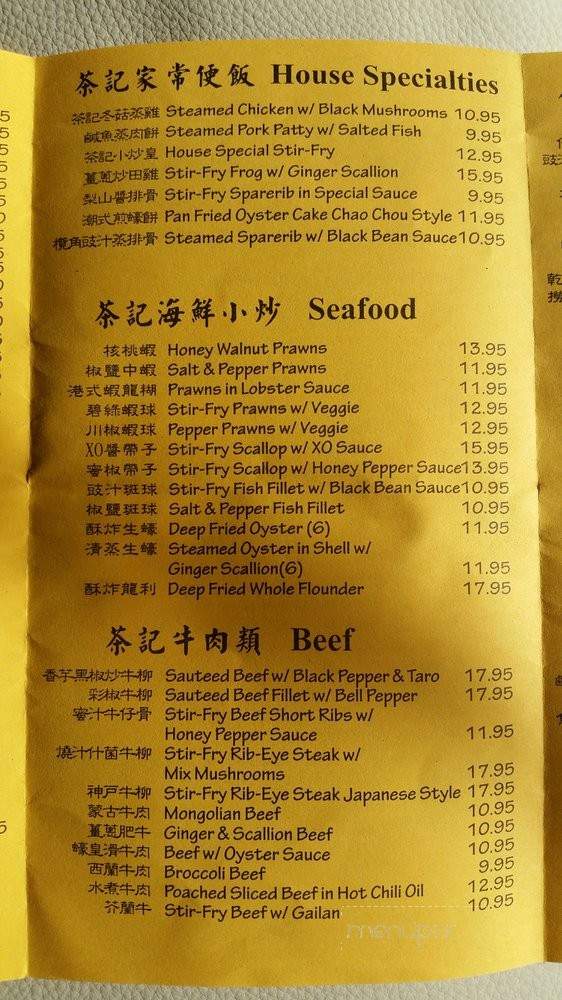 茶記家常便飯 House Specialties
茶記冬菇蒸雞 Steamed Chicken w/ Black Mushrooms 10.95
鹹魚蒸肉餅 Steamed Pork Patty w/ Salted Fish 9.95
茶記小炒皇 House Special Stir-Fry 12.95
薑蔥炒田雞 Stir-Fry Frog w/ Ginger Scallion 15.95
梨山醬排骨 Stir-Fry Sparerib in Special Sauce 9.95
潮式煎蠔餅 Pan Fried Oyster Cake Chao Chou Style 11.95
欖角豉汁蒸排骨 Steamed Sparerib w/ Black Bean Sauce 10.95
茶記海鮮小炒 Seafood
核桃蝦 Honey Walnut Prawns 13.95
椒鹽中蝦 Salt & Pepper Prawns 11.95
港式蝦龍糊 Prawns in Lobster Sauce 11.95
碧綠蝦球 Stir-Fry Prawns w/ Veggie 12.95
川椒蝦球 Pepper Prawns w/ Veggie 12.95
XO醬帶子 Stir-Fry Scallop w/ XO Sauce 15.95
蜜椒帶子 Stir-Fry Scallop w/ Honey Pepper Sauce 13.95
豉汁斑球 Stir-Fry Fish Fillet w/ Black Bean Sauce 10.95
椒鹽斑球 Salt & Pepper Fish Fillet 10.95
酥炸生蠔 Deep Fried Oyster (6) 11.95
清蒸生蠔 Steamed Oyster in Shell w/
Ginger Scallion(6) 11.95
酥炸龍利 Deep Fried Whole Flounder 17.95
茶記牛肉類 Beef
香芋黑椒炒牛柳 Sauteed Beef w/ Black Pepper & Taro 17.95
彩椒牛柳 Sauteed Beef Fillet w/ Bell Pepper 17.95
蜜汁牛仔骨 Stir-Fry Beef Short Ribs w/
Honey Pepper Sauce 11.95
燒汁什菌牛柳 Stir-Fry Rib-Eye Steak w/
Mix Mushrooms 17.95
神戶牛柳 Stir-Fry Rib-Eye Steak Japanese Style 17.95
蒙古牛肉 Mongolian Beef 10.95
薑蔥肥牛 Ginger & Scallion Beef 10.95
蠔皇滑牛肉 Beef w/ Oyster Sauce 10.95
西蘭牛肉 Broccoli Beef 9.95
水煮牛肉 Poached Sliced Beef in Hot Chili Oil 12.95
芥蘭牛 Stir-Fry Beef w/ Gailan 10.95